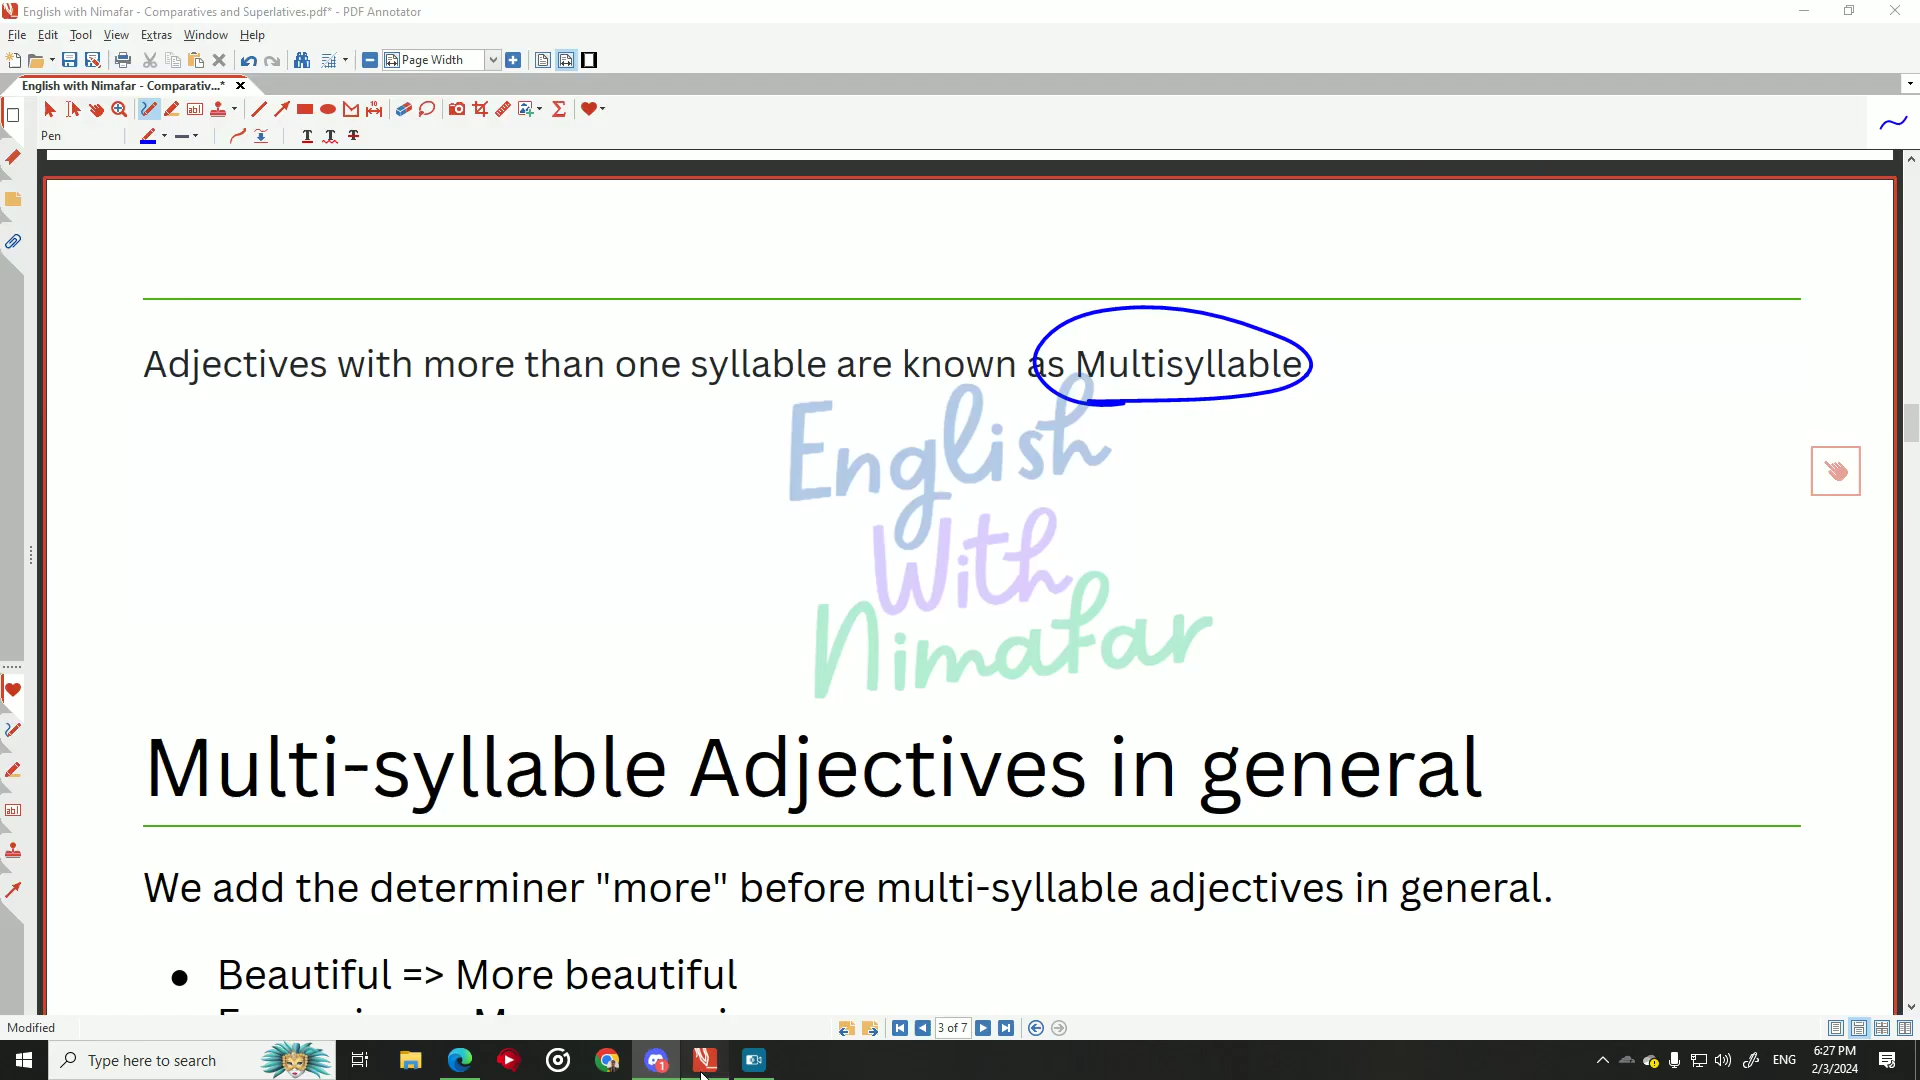 English with Nimafar - Comparatives and Superlatives.pdf* - PDF Annotator
File Edit Tool View Extras Window Help
Page Width
English with Nimafar - Comparativ...*
Pen
Adjectives with more than one syllable are known as Multisyllable
English
With
Nimafar
Multi-syllable Adjectives in general
We add the determiner "more" before multi-syllable adjectives in general.
● Beautiful => More beautiful
Modified
3 of 7
Type here to search
ENG
6:27 PM
2/3/2024